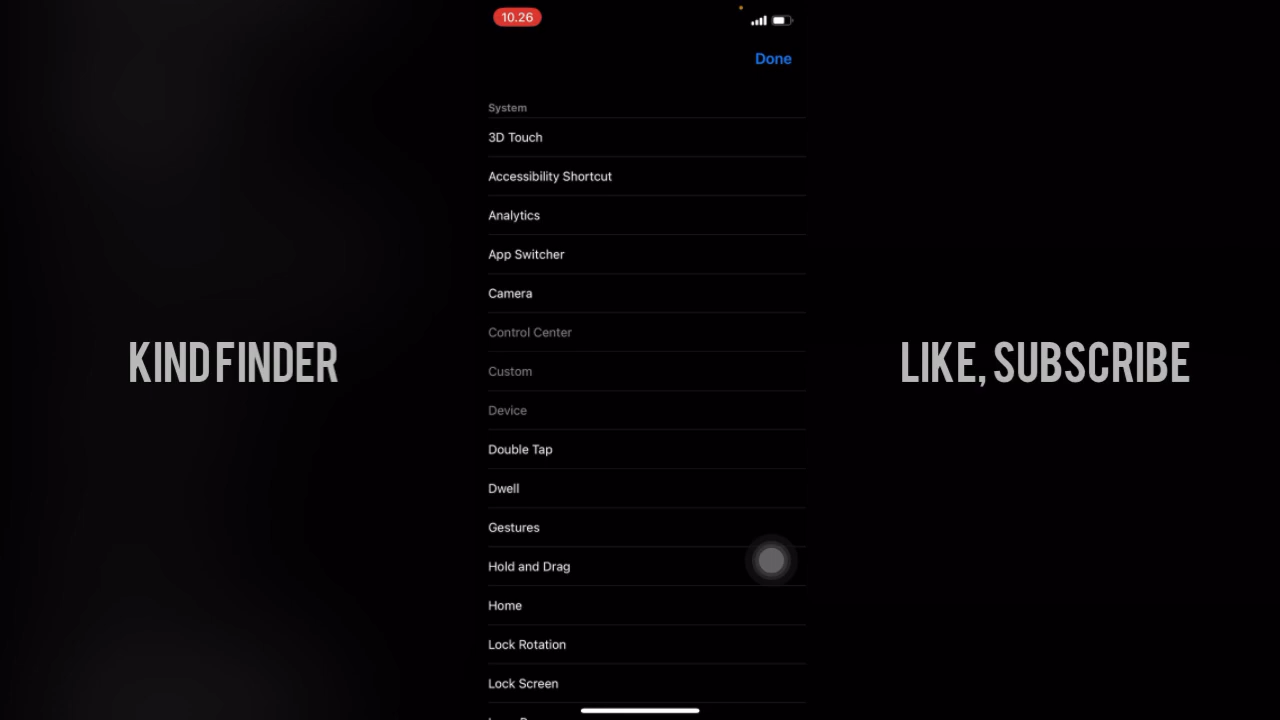 10.26
Done
System
3D Touch
Accessibility Shortcut
Analytics
App Switcher
Camera
Control Center
Custom
Device
Double Tap
Dwell
Gestures
Hold and Drag
Home
Lock Rotation
Lock Screen
KIND FINDER
LIKE, SUBSCRIBE